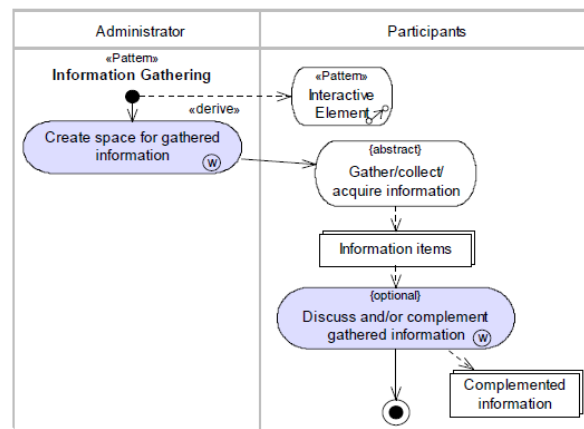 Administrator
Participants
«Pattern»
Information Gathering
«derive»
«Pattern»
Interactive
Element
Create space for gathered
information
W
{abstract}
Gather/collect/
acquire information
Information items
{optional}
Discuss and/or complement
gathered information
W
Complemented
information